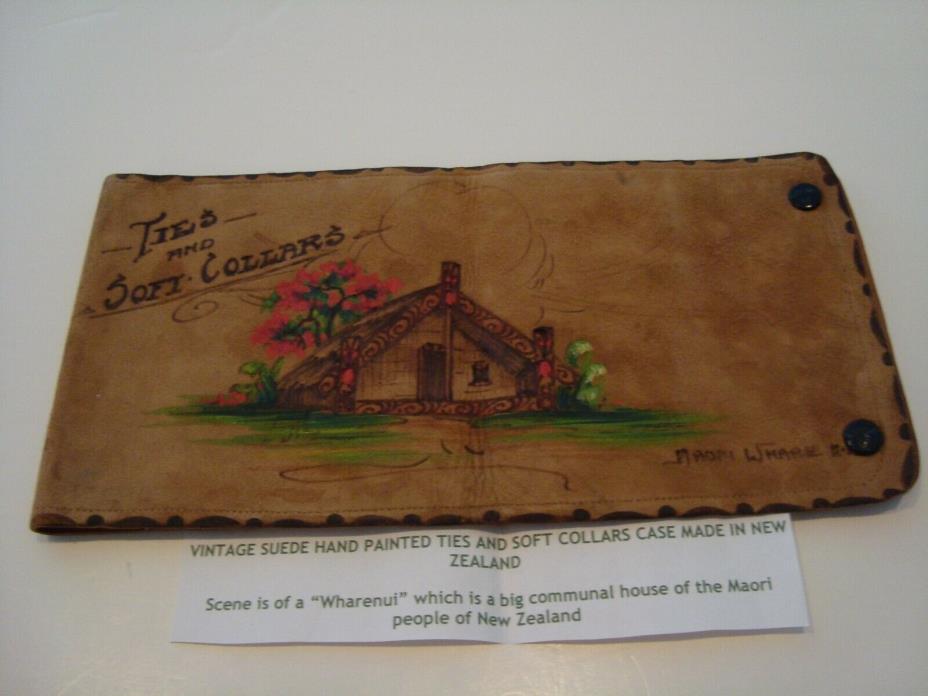 TIES
AND
SOFT COLLARS
MAORI WHARE N.Z.
VINTAGE SUEDE HAND PAINTED TIES AND SOFT COLLARS CASE MADE IN NEW
ZEALAND
Scene is of a “Wharenui” which is a big communal house of the Maori
people of New Zealand